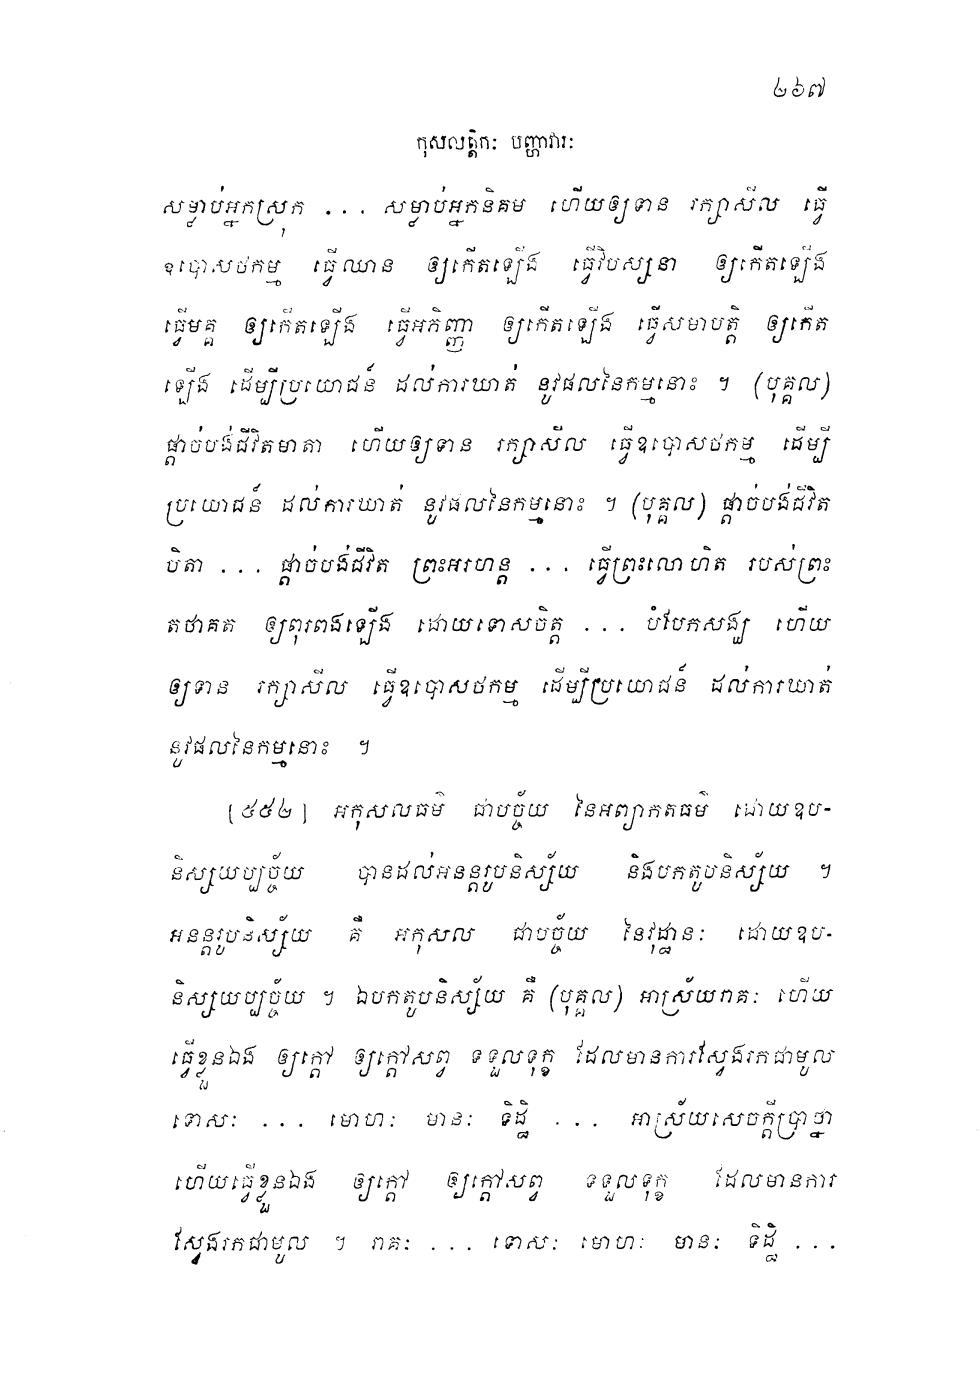 ២៦៧
កុសលត្តិកៈ បញ្ហាវារៈ
សម្លាប់អ្នកស្រុក ... សម្លាប់អ្នកនិគម ហើយឲ្យទាន រក្សាសីល ធ្វើ
ឧបោសថកម្ម ធ្វើឈាន ឲ្យកើតឡើង ធ្វើវិបស្សនា ឲ្យកើតឡើង
ធ្វើមគ្គ ឲ្យកើតឡើង ធ្វើអភិញ្ញា ឲ្យកើតឡើង ធ្វើសមាបត្តិ ឲ្យកើត
ឡើង ដើម្បីប្រយោជន៍ ដល់ការឃាត់ នូវផលនៃកម្មនោះ ។ (បុគ្គល)
ផ្តាច់បង់ជីវិតមាតា ហើយឲ្យទាន រក្សាសីល ធ្វើឧបោសថកម្ម ដើម្បី
ប្រយោជន៍ ដល់ការឃាត់ នូវផលនៃកម្មនោះ ។ (បុគ្គល) ផ្តាច់បង់ជីវិត
បិតា ... ផ្តាច់បង់ជីវិត ព្រះអរហន្ត ... ធ្វើព្រះលោហិត របស់ព្រះ
តថាគត ឲ្យពុរពងឡើង ដោយទោសចិត្ត ... បំបែកសង្ឃ ហើយ
ឲ្យទាន រក្សាសីល ធ្វើឧបោសថកម្ម ដើម្បីប្រយោជន៍ ដល់ការឃាត់
នូវផលនៃកម្មនោះ ។
[៥៥២] អកុសលធម៌ ជាបច្ច័យ នៃអព្យាកតធម៌ ដោយឧប-
និស្សយប្បច្ច័យ បានដល់អនន្តរូបនិស្ស័យ និងបកតូបនិស្ស័យ ។
អនន្តរូបនិស្ស័យ គឺ អកុសល ជាបច្ច័យ នៃវុដ្ឋានៈ ដោយឧប-
និស្សយប្បច្ច័យ ។ ឯបកតូបនិស្ស័យ គឺ (បុគ្គល) អាស្រ័យរាគៈ ហើយ
ធ្វើខ្លួនឯង ឲ្យក្តៅ ឲ្យក្តៅសព្វ ទទួលទុក្ខ ដែលមានការស្វែងរកជាមូល
ទោសៈ ... មោហៈ មានៈ ទិដ្ឋិ ... អាស្រ័យសេចក្តីប្រាថ្នា
ហើយធ្វើខ្លួនឯង ឲ្យក្តៅ ឲ្យក្តៅសព្វ ទទួលទុក្ខ ដែលមានការ
ស្វែងរកជាមូល ។ រាគៈ ... ទោសៈ មោហៈ មានៈ ទិដ្ឋិ ...